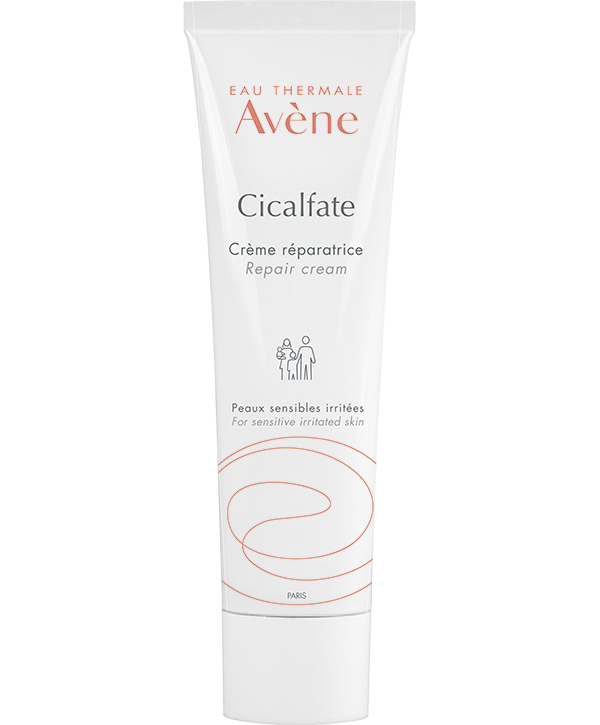 EAU THERMALE
Avène
Cicalfate
Crème réparatrice
Repair cream
Peaux sensibles irritées
For sensitive irritated skin
PARIS